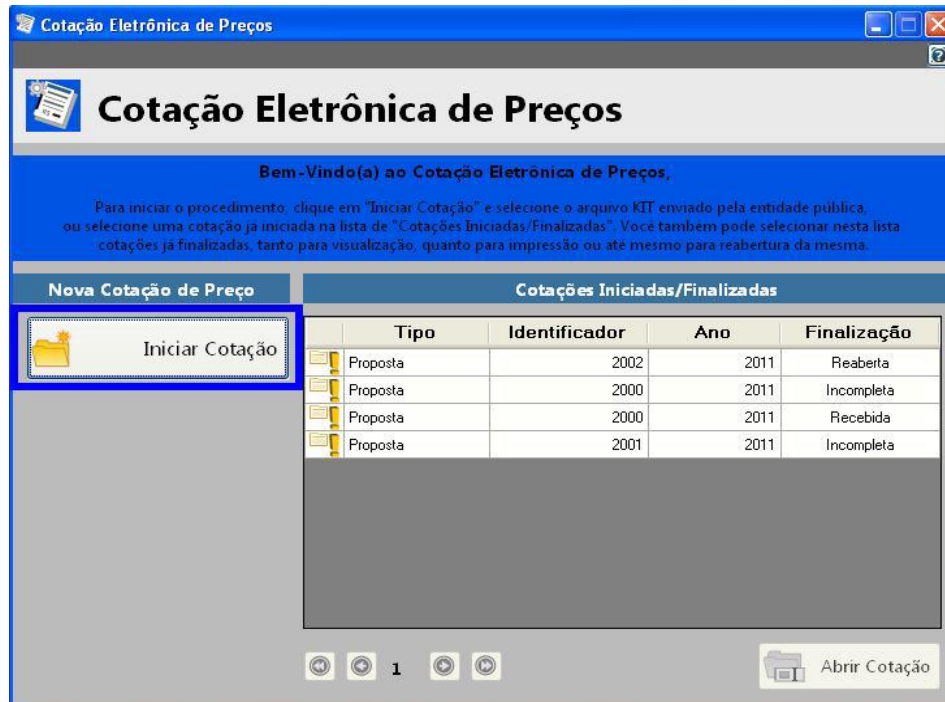 Cotação Eletrônica de Preços
Cotação Eletrônica de Preços
Bem-Vindo(a) ao Cotação Eletrônica de Preços,
Para iniciar o procedimento, clique em "Iniciar Cotação" e selecione o arquivo KIT enviado pela entidade pública,
ou selecione uma cotação já iniciada na lista de "Cotações Iniciadas/Finalizadas". Você também pode selecionar nesta lista
cotações já finalizadas, tanto para visualização, quanto para impressão ou até mesmo para reabertura da mesma.
Nova Cotação de Preço
Cotações Iniciadas/Finalizadas
Iniciar Cotação
Tipo Identificador Ano Finalização
Proposta 2002 2011 Reaberta
Proposta 2000 2011 Incompleta
Proposta 2000 2011 Recebida
Proposta 2001 2011 Incompleta
1
Abrir Cotação